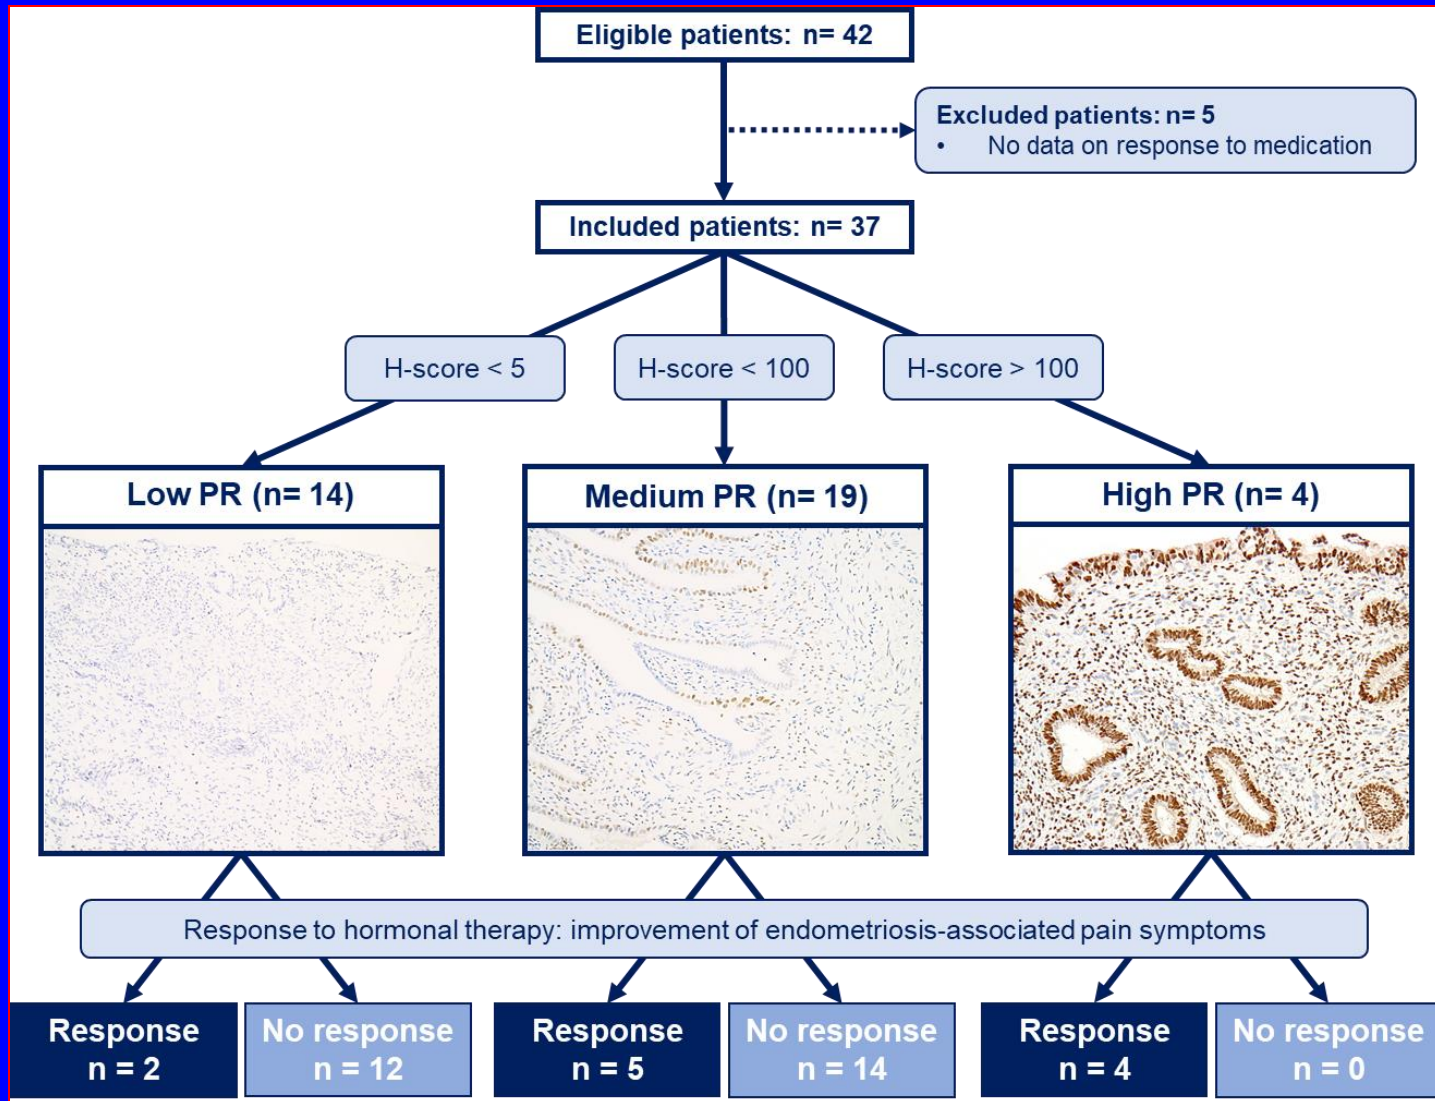 Eligible patients: n= 42
Excluded patients: n= 5
• No data on response to medication
Included patients: n= 37
H-score < 5
H-score < 100
H-score > 100
Low PR (n= 14)
Medium PR (n= 19)
High PR (n= 4)
Response to hormonal therapy: improvement of endometriosis-associated pain symptoms
Response
n = 2
No response
n = 12
Response
n = 5
No response
n = 14
Response
n = 4
No response
n = 0